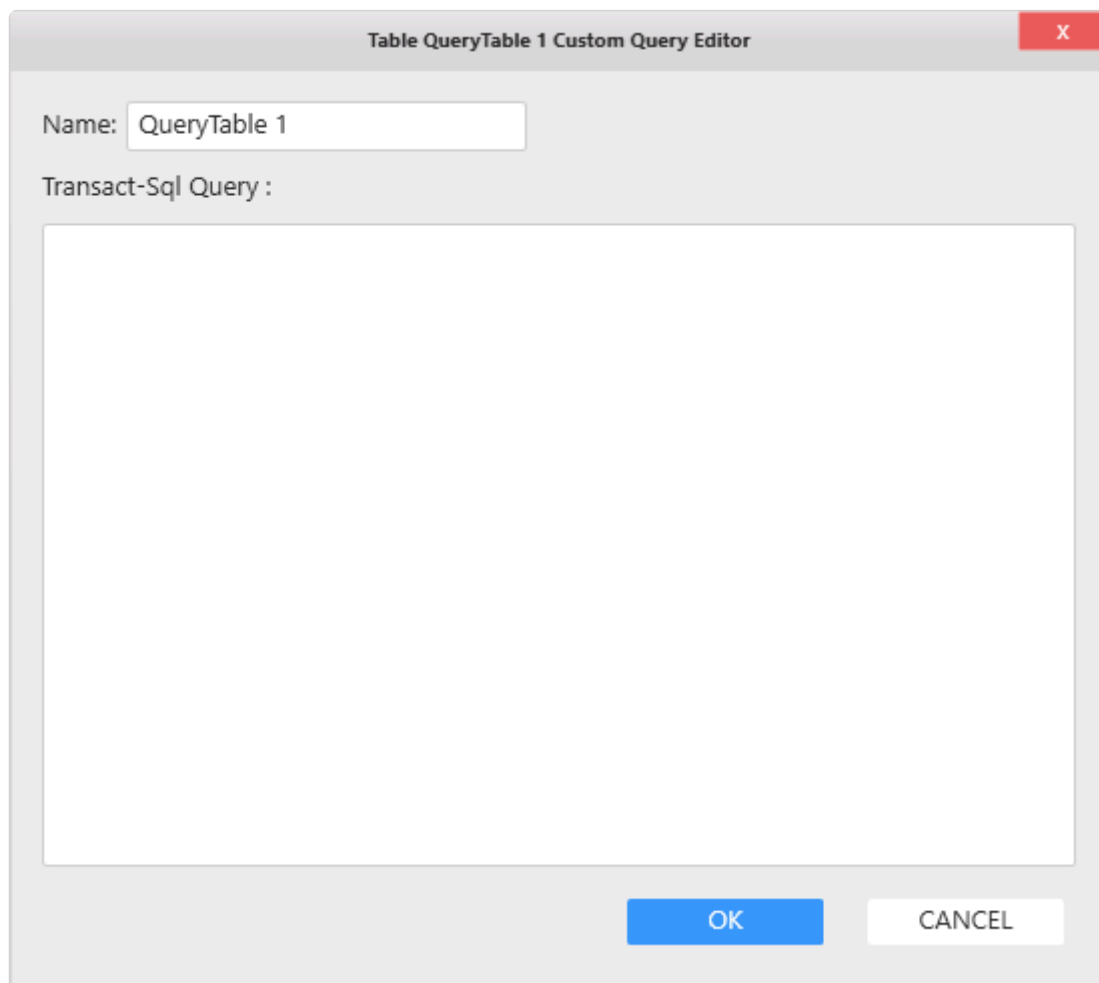 Table QueryTable 1 Custom Query Editor
X
Name: QueryTable 1
Transact-Sql Query :
OK CANCEL